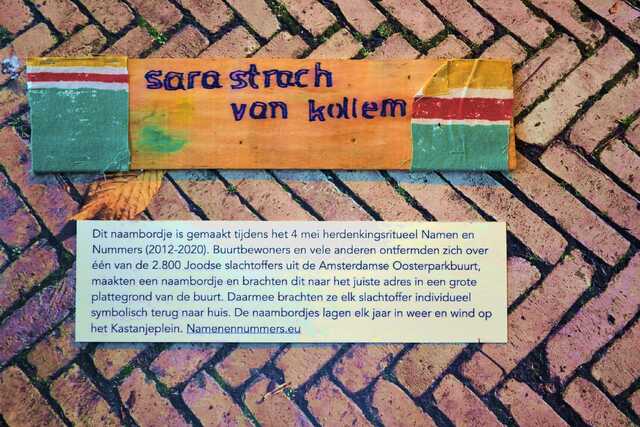 sara strach
van kollem
Dit naambordje is gemaakt tijdens het 4 mei herdenkingsritueel Namen en
Nummers (2012-2020). Buurtbewoners en vele anderen ontfermden zich over
één van de 2.800 Joodse slachtoffers uit de Amsterdamse Oosterparkbuurt,
maakten een naambordje en brachten dit naar het juiste adres in een grote
plattegrond van de buurt. Daarmee brachten ze elk slachtoffer individueel
symbolisch terug naar huis. De naambordjes lagen elk jaar in weer en wind op
het Kastanjeplein. Namenennummers.eu